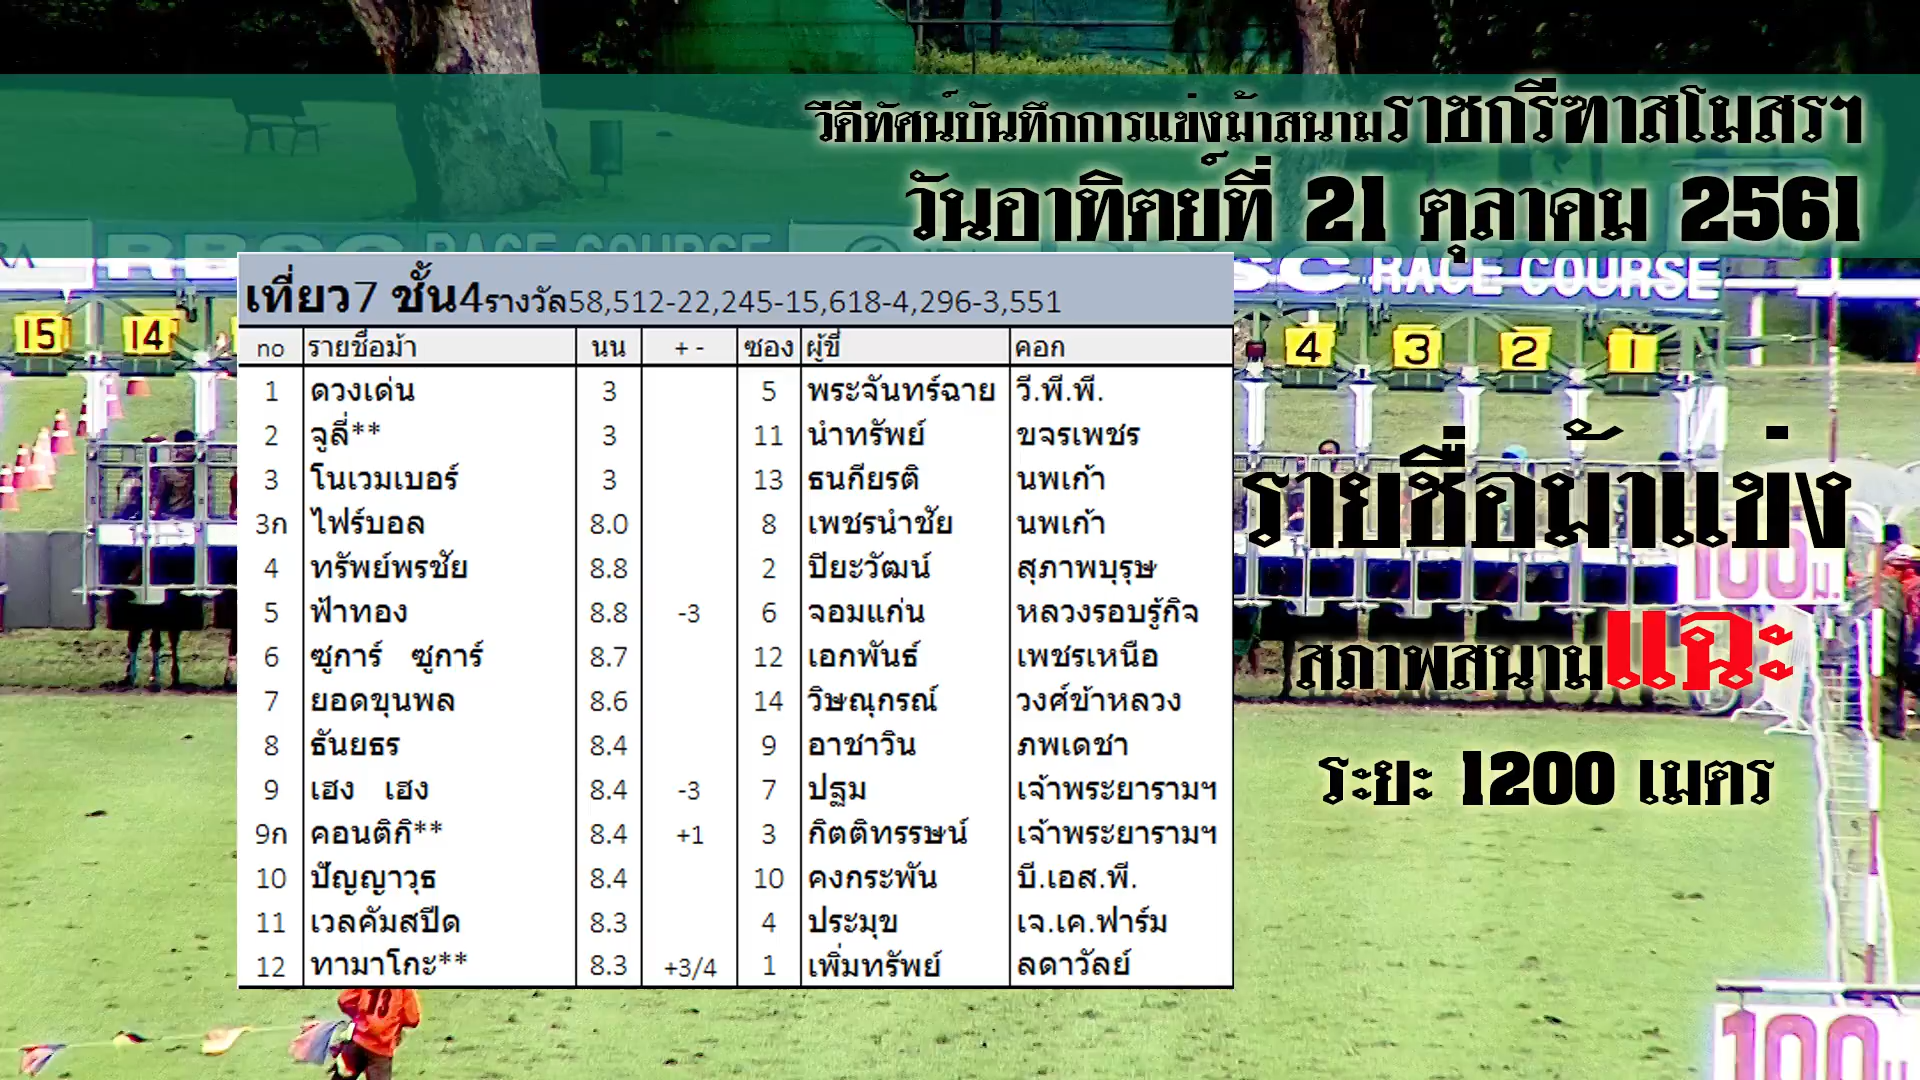 วีดีทัศน์บันทึกการแข่งม้าสนามราชกรีฑาสโมสรฯ
วันอาทิตย์ที่ 21 ตุลาคม 2561
RBSC RACE COURSE
RACE COURSE
เที่ยว7 ชั้น4รางวัล58,512-22,245-15,618-4,296-3,551
15 14 4 3 2 1
no รายชื่อม้า นน + - ซอง ผู้ขี่ คอก
1 ดวงเด่น 3 5 พระจันทร์ฉาย วี.พี.พี.
2 จูลี่** 3 11 นำทรัพย์ ขจรเพชร
3 โนเวมเบอร์ 3 13 ธนกียรติ นพเก้า
3ก ไฟร์บอล 8.0 8 เพชรนำชัย นพเก้า
4 ทรัพย์พรชัย 8.8 2 ปิยะวัฒน์ สุภาพบุรุษ
5 ฟ้าทอง 8.8 -3 6 จอมแก่น หลวงรอบรู้กิจ
6 ซูการ์ ซูการ์ 8.7 12 เอกพันธ์ เพชรเหนือ
7 ยอดขุนพล 8.6 14 วิษณุกรณ์ วงศ์ข้าหลวง
8 ธันยธร 8.4 9 อาชาวิน ภพเดชา
9 เฮง เฮง 8.4 -3 7 ปฐม เจ้าพระยารามฯ
9ก คอนติกิ** 8.4 +1 3 กิตติทรรษน์ เจ้าพระยารามฯ
10 ปัญญาวุธ 8.4 10 คงกระพัน บี.เอส.พี.
11 เวลคัมสปีด 8.3 4 ประมุข เจ.เค.ฟาร์ม
12 ทามาโกะ** 8.3 +3/4 1 เพิ่มทรัพย์ ลดาวัลย์
รายชื่อม้าแข่ง
100ม.
สภาพสนามแฉะ
ระยะ 1200 เมตร
13
100